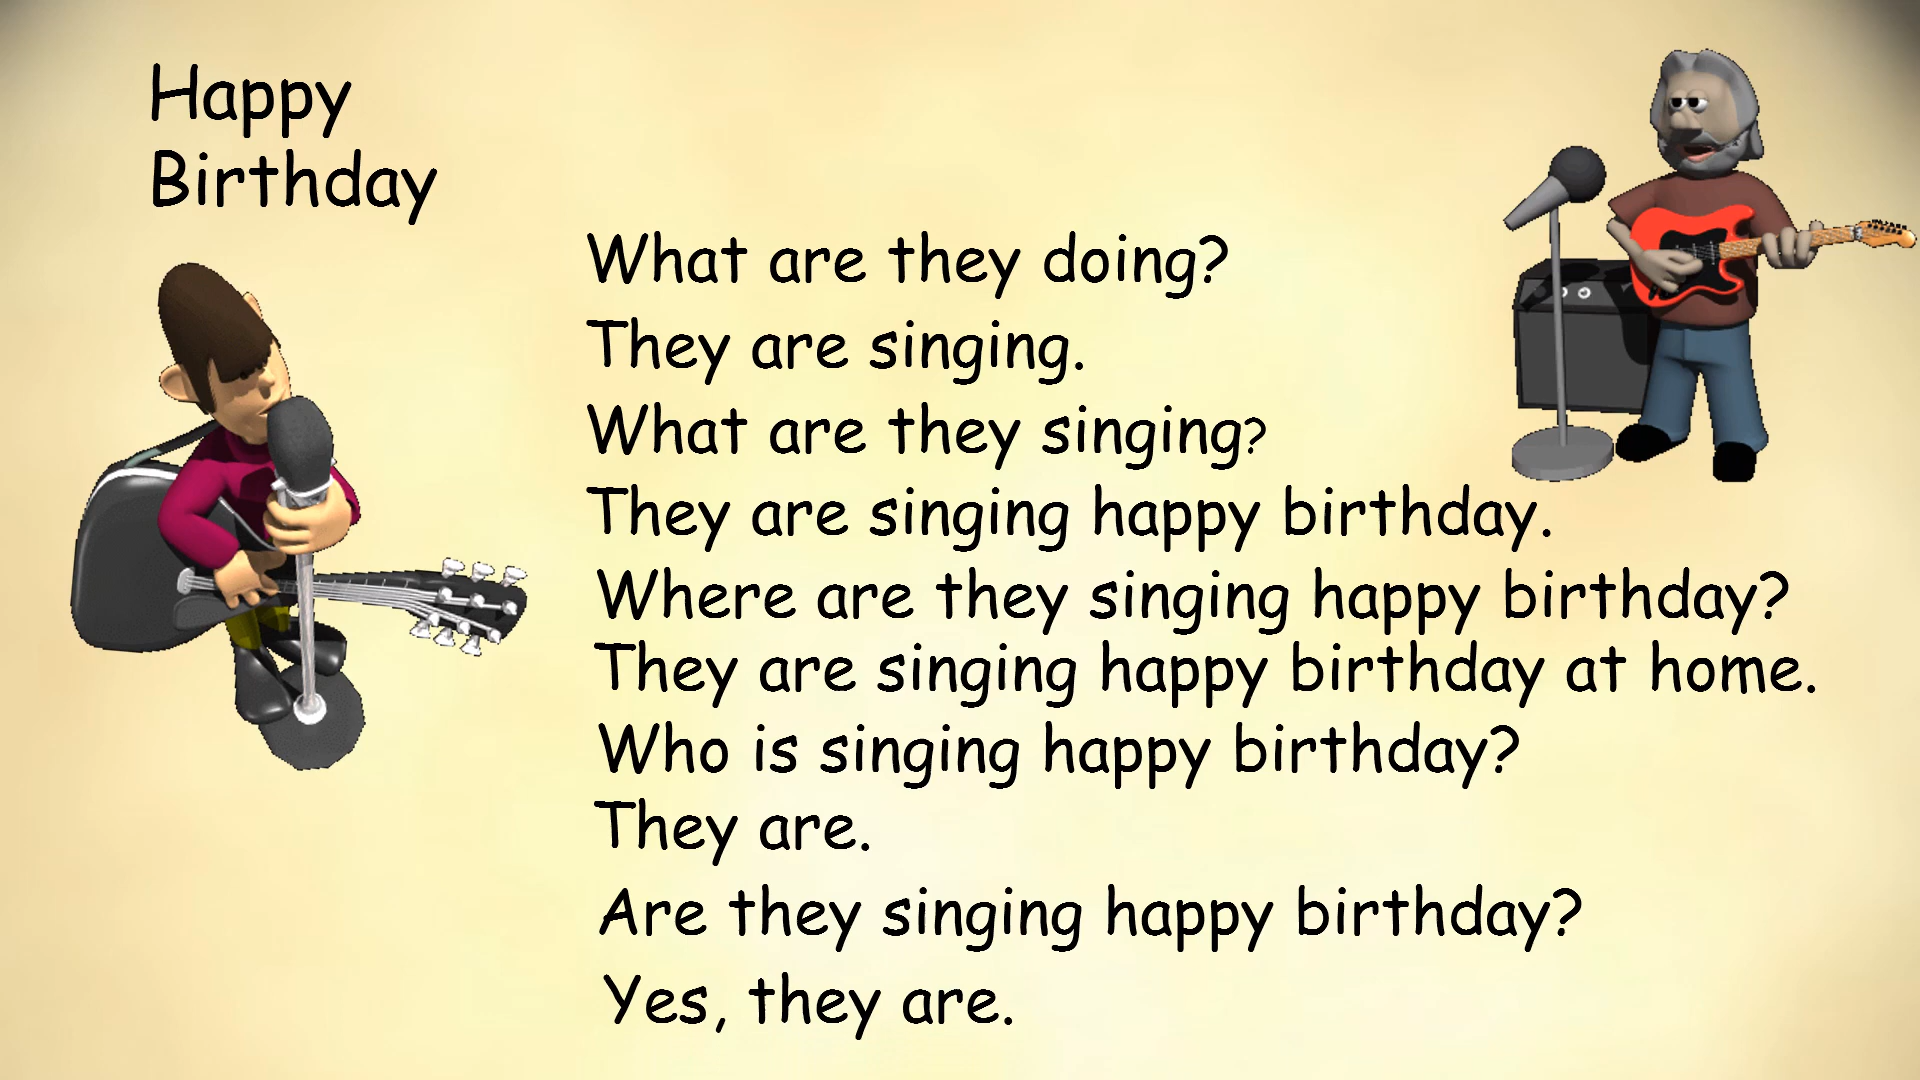 Happy
Birthday
What are they doing?
They are singing.
What are they singing?
They are singing happy birthday.
Where are they singing happy birthday?
They are singing happy birthday at home.
Who is singing happy birthday?
They are.
Are they singing happy birthday?
Yes, they are.